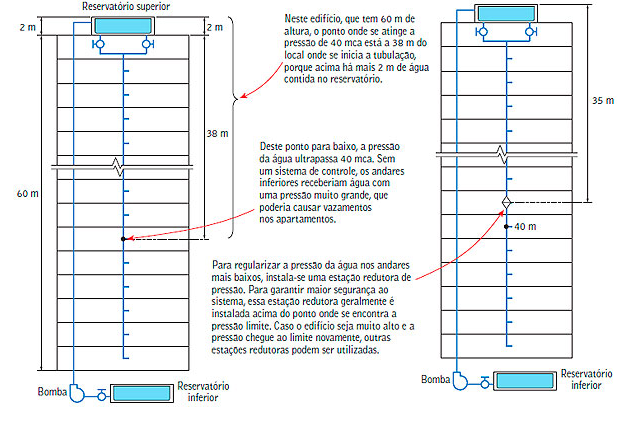 Reservatório superior
2 m
2 m
38 m
60 m
Bomba
Reservatório
inferior
Neste edifício, que tem 60 m de
altura, o ponto onde se atinge a
pressão de 40 mca está a 38 m do
local onde se inicia a tubulação,
porque acima há mais 2 m de água
contida no reservatório.
Deste ponto para baixo, a pressão
da água ultrapassa 40 mca. Sem
um sistema de controle, os andares
inferiores receberiam água com
uma pressão muito grande, que
poderia causar vazamentos
nos apartamentos.
Para regularizar a pressão da água nos andares
mais baixos, instala-se uma estação redutora de
pressão. Para garantir maior segurança ao
sistema, essa estação redutora geralmente é
instalada acima do ponto onde se encontra a
pressão limite. Caso o edifício seja muito alto e a
pressão chegue ao limite novamente, outras
estações redutoras podem ser utilizadas.
35 m
40 m
Bomba
Reservatório
inferior